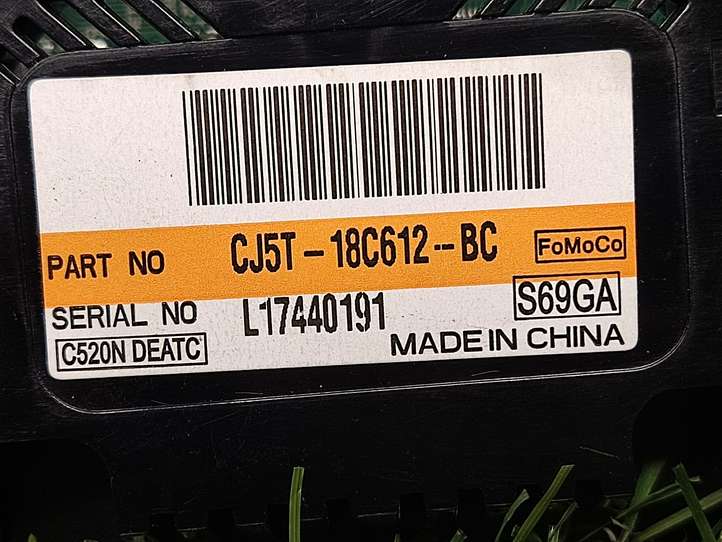 PART NO CJ5T-18C612-BC FoMoCo
SERIAL NO L17440191 S69GA
C520N DEATC MADE IN CHINA